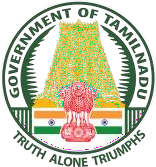 GOVERNMENT OF TAMILNADU
TRUTH ALONE TRIUMPHS